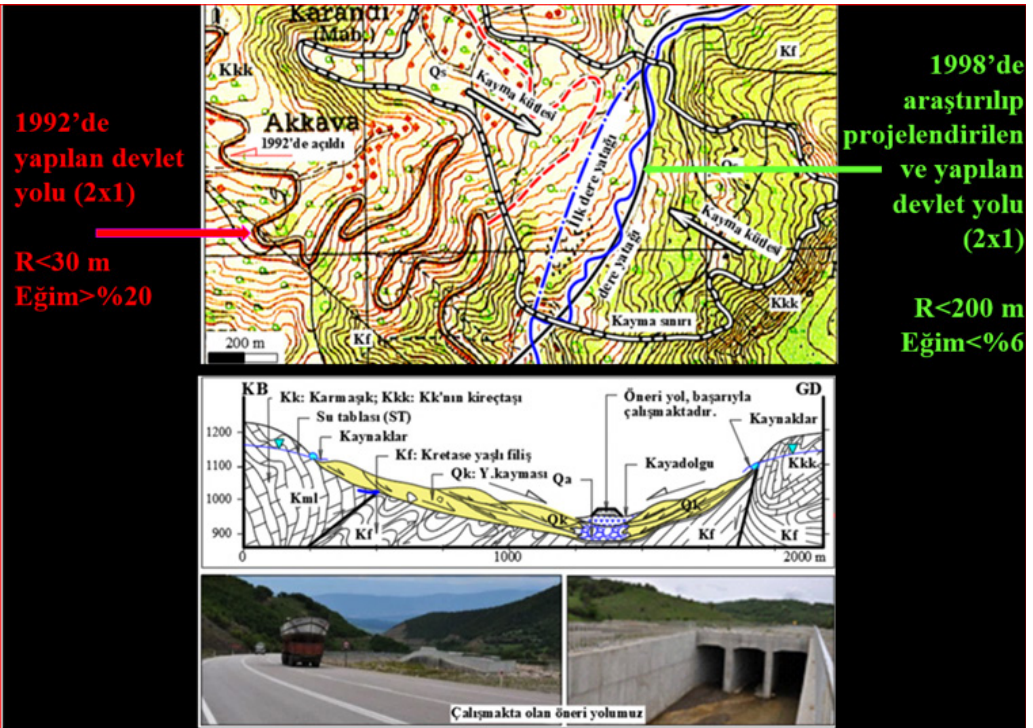 1992’de
yapılan devlet
yolu (2x1)
R<30 m
Eğim>%20
Karandı
(Mah.)
Kkk
Qs
Kayma kütlesi
Kf
Akkava
1992’de açıldı
İlk dere yatağı
dere yatağı
Kayma kütlesi
Kkk
Kayma sınırı
Kf
200 m
1998’de
araştırılıp
projelendirilen
ve yapılan
devlet yolu
(2x1)
R<200 m
Eğim<%6
KB
GD
Kk: Karmaşık; Kkk: Kk’nın kireçtaşı
Su tablası (ST)
Kaynaklar
Kf: Kretase yaşlı filiş
Qk: Y.kayması
Qa
Öneri yol, başarıyla
çalışmaktadır.
Kayadolgu
Kaynaklar
1200
1100
1000
900
Kml
Kf
Qk
Qk
Kf
Kkk
Kf
0
1000
2000 m
Çalışmakta olan öneri yolumuz